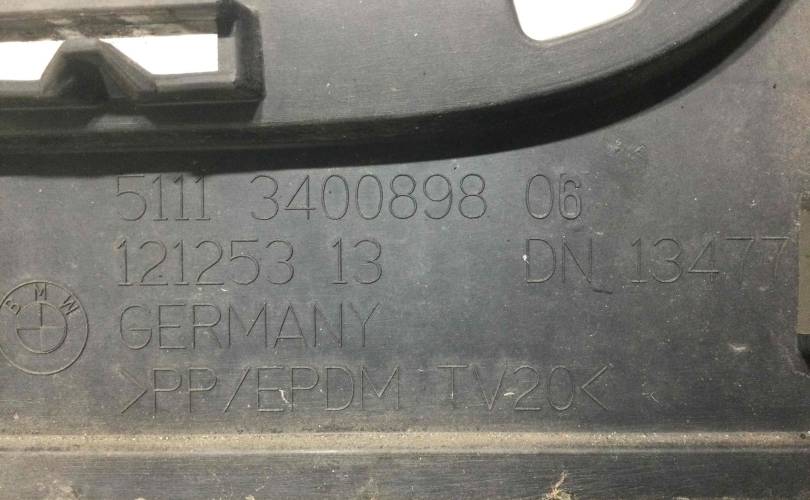 5111 3400898 06
121253 13 DN 13477
BMW
GERMANY
>PP/EPDM TV20<